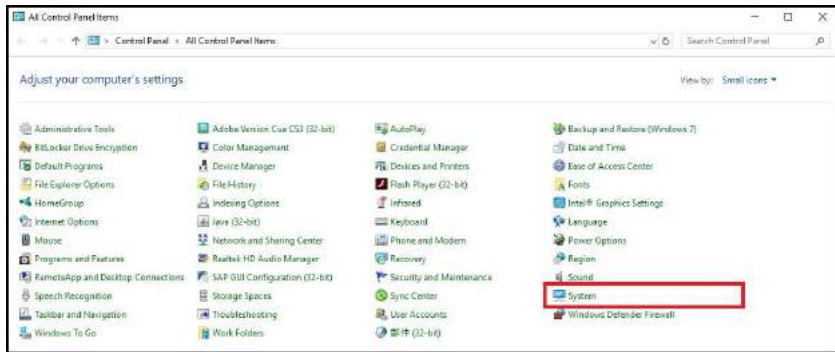 All Control Panel Items
Control Panel > All Control Panel Items
Search Control Panel
Adjust your computer's settings
View by: Small icons
Administrative Tools
Adobe Version Cue CS3 (32-bit)
AutoPlay
Backup and Restore (Windows 7)
BitLocker Drive Encryption
Color Management
Credential Manager
Date and Time
Default Programs
Device Manager
Devices and Printers
Ease of Access Center
File Explorer Options
File History
Flash Player (32-bit)
Fonts
HomeGroup
Indexing Options
Infrared
Intel® Graphics Settings
Internet Options
Java (32-bit)
Keyboard
Language
Mouse
Network and Sharing Center
Phone and Modem
Power Options
Programs and Features
Realtek HD Audio Manager
Recovery
Region
RemoteApp and Desktop Connections
SAP GUI Configuration (32-bit)
Security and Maintenance
Sound
Speech Recognition
Storage Spaces
Sync Center
System
Taskbar and Navigation
Troubleshooting
User Accounts
Windows Defender Firewall
Windows To Go
Work Folders
郵件 (32-bit)